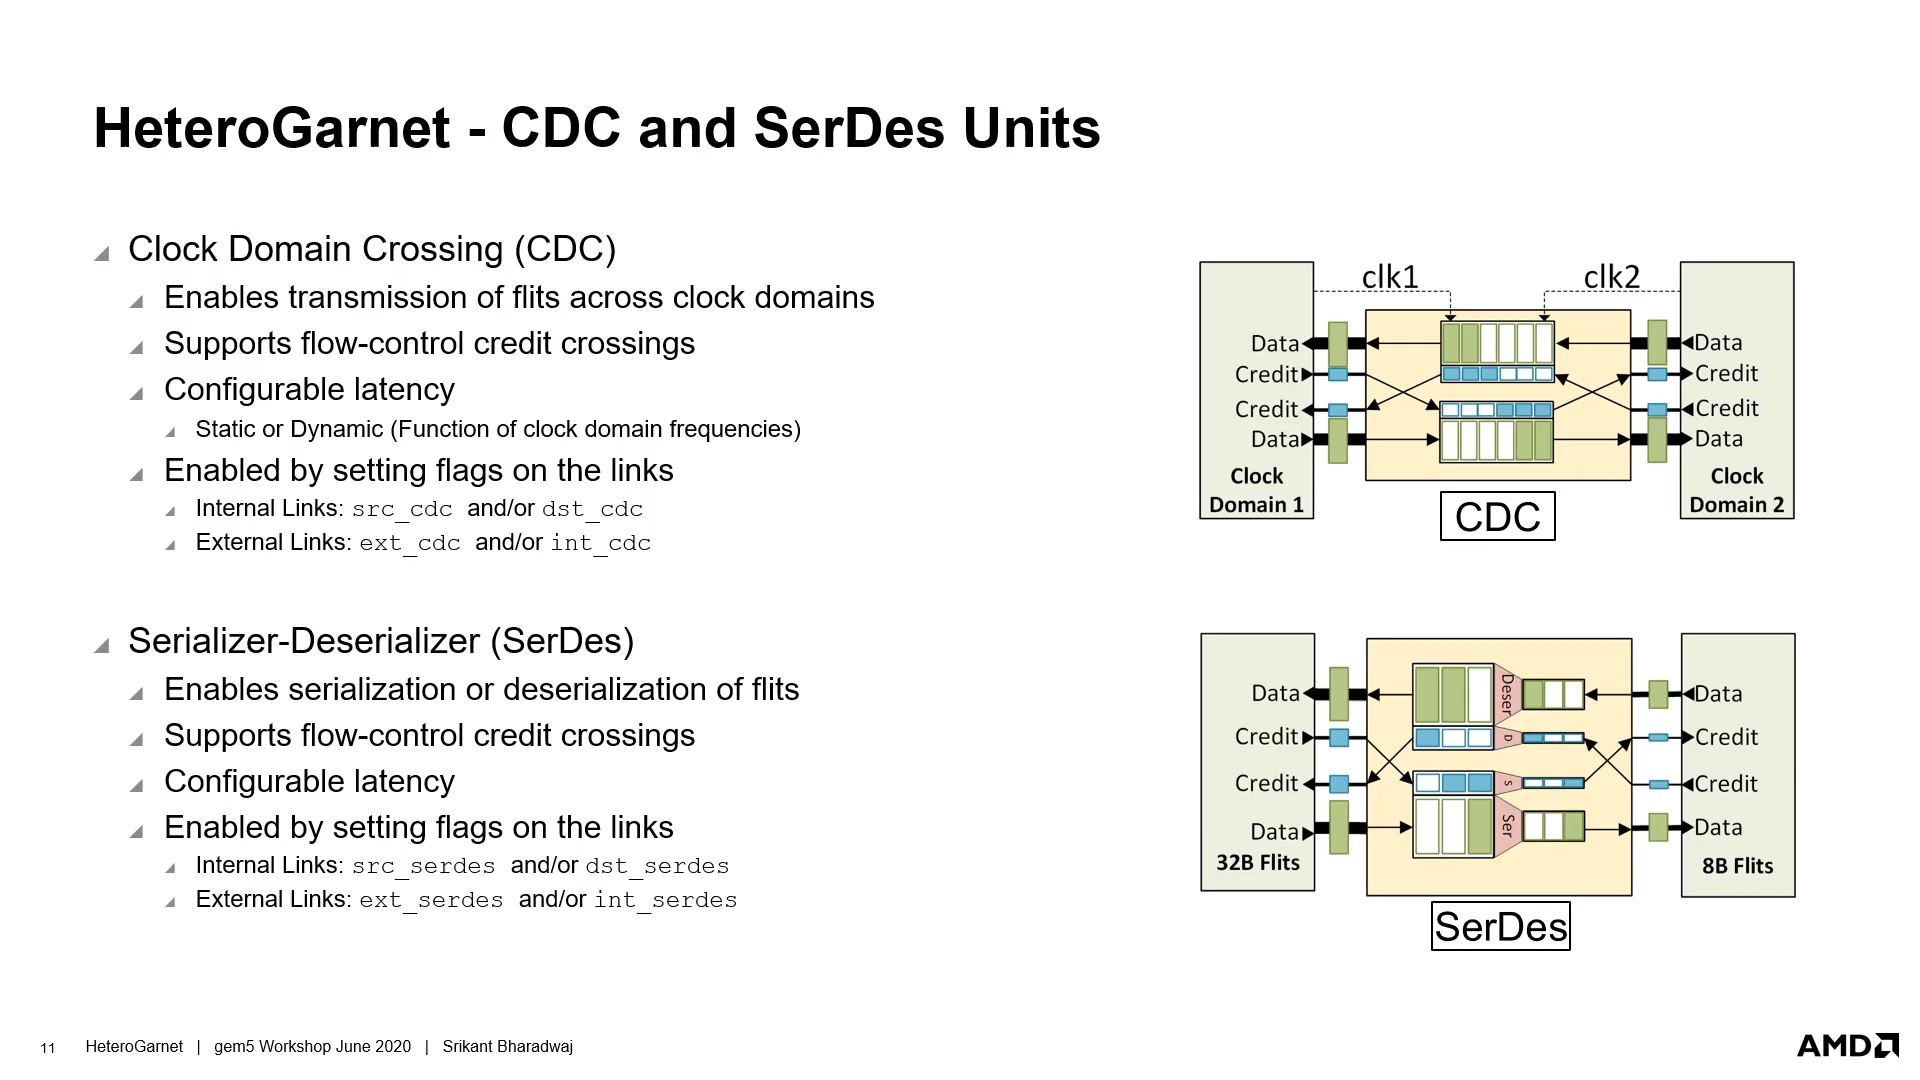 HeteroGarnet - CDC and SerDes Units
Clock Domain Crossing (CDC)
Enables transmission of flits across clock domains
Supports flow-control credit crossings
Configurable latency
Static or Dynamic (Function of clock domain frequencies)
Enabled by setting flags on the links
Internal Links: src_cdc and/or dst_cdc
External Links: ext_cdc and/or int_cdc
Serializer-Deserializer (SerDes)
Enables serialization or deserialization of flits
Supports flow-control credit crossings
Configurable latency
Enabled by setting flags on the links
Internal Links: src_serdes and/or dst_serdes
External Links: ext_serdes and/or int_serdes
clk1
clk2
Data
Credit
Credit
Data
Clock
Domain 1
Data
Credit
Credit
Data
Clock
Domain 2
CDC
Data
Credit
Credit
Data
32B Flits
Deser
D
S
Ser
Data
Credit
Credit
Data
8B Flits
SerDes
11 HeteroGarnet | gem5 Workshop June 2020 | Srikant Bharadwaj
AMD